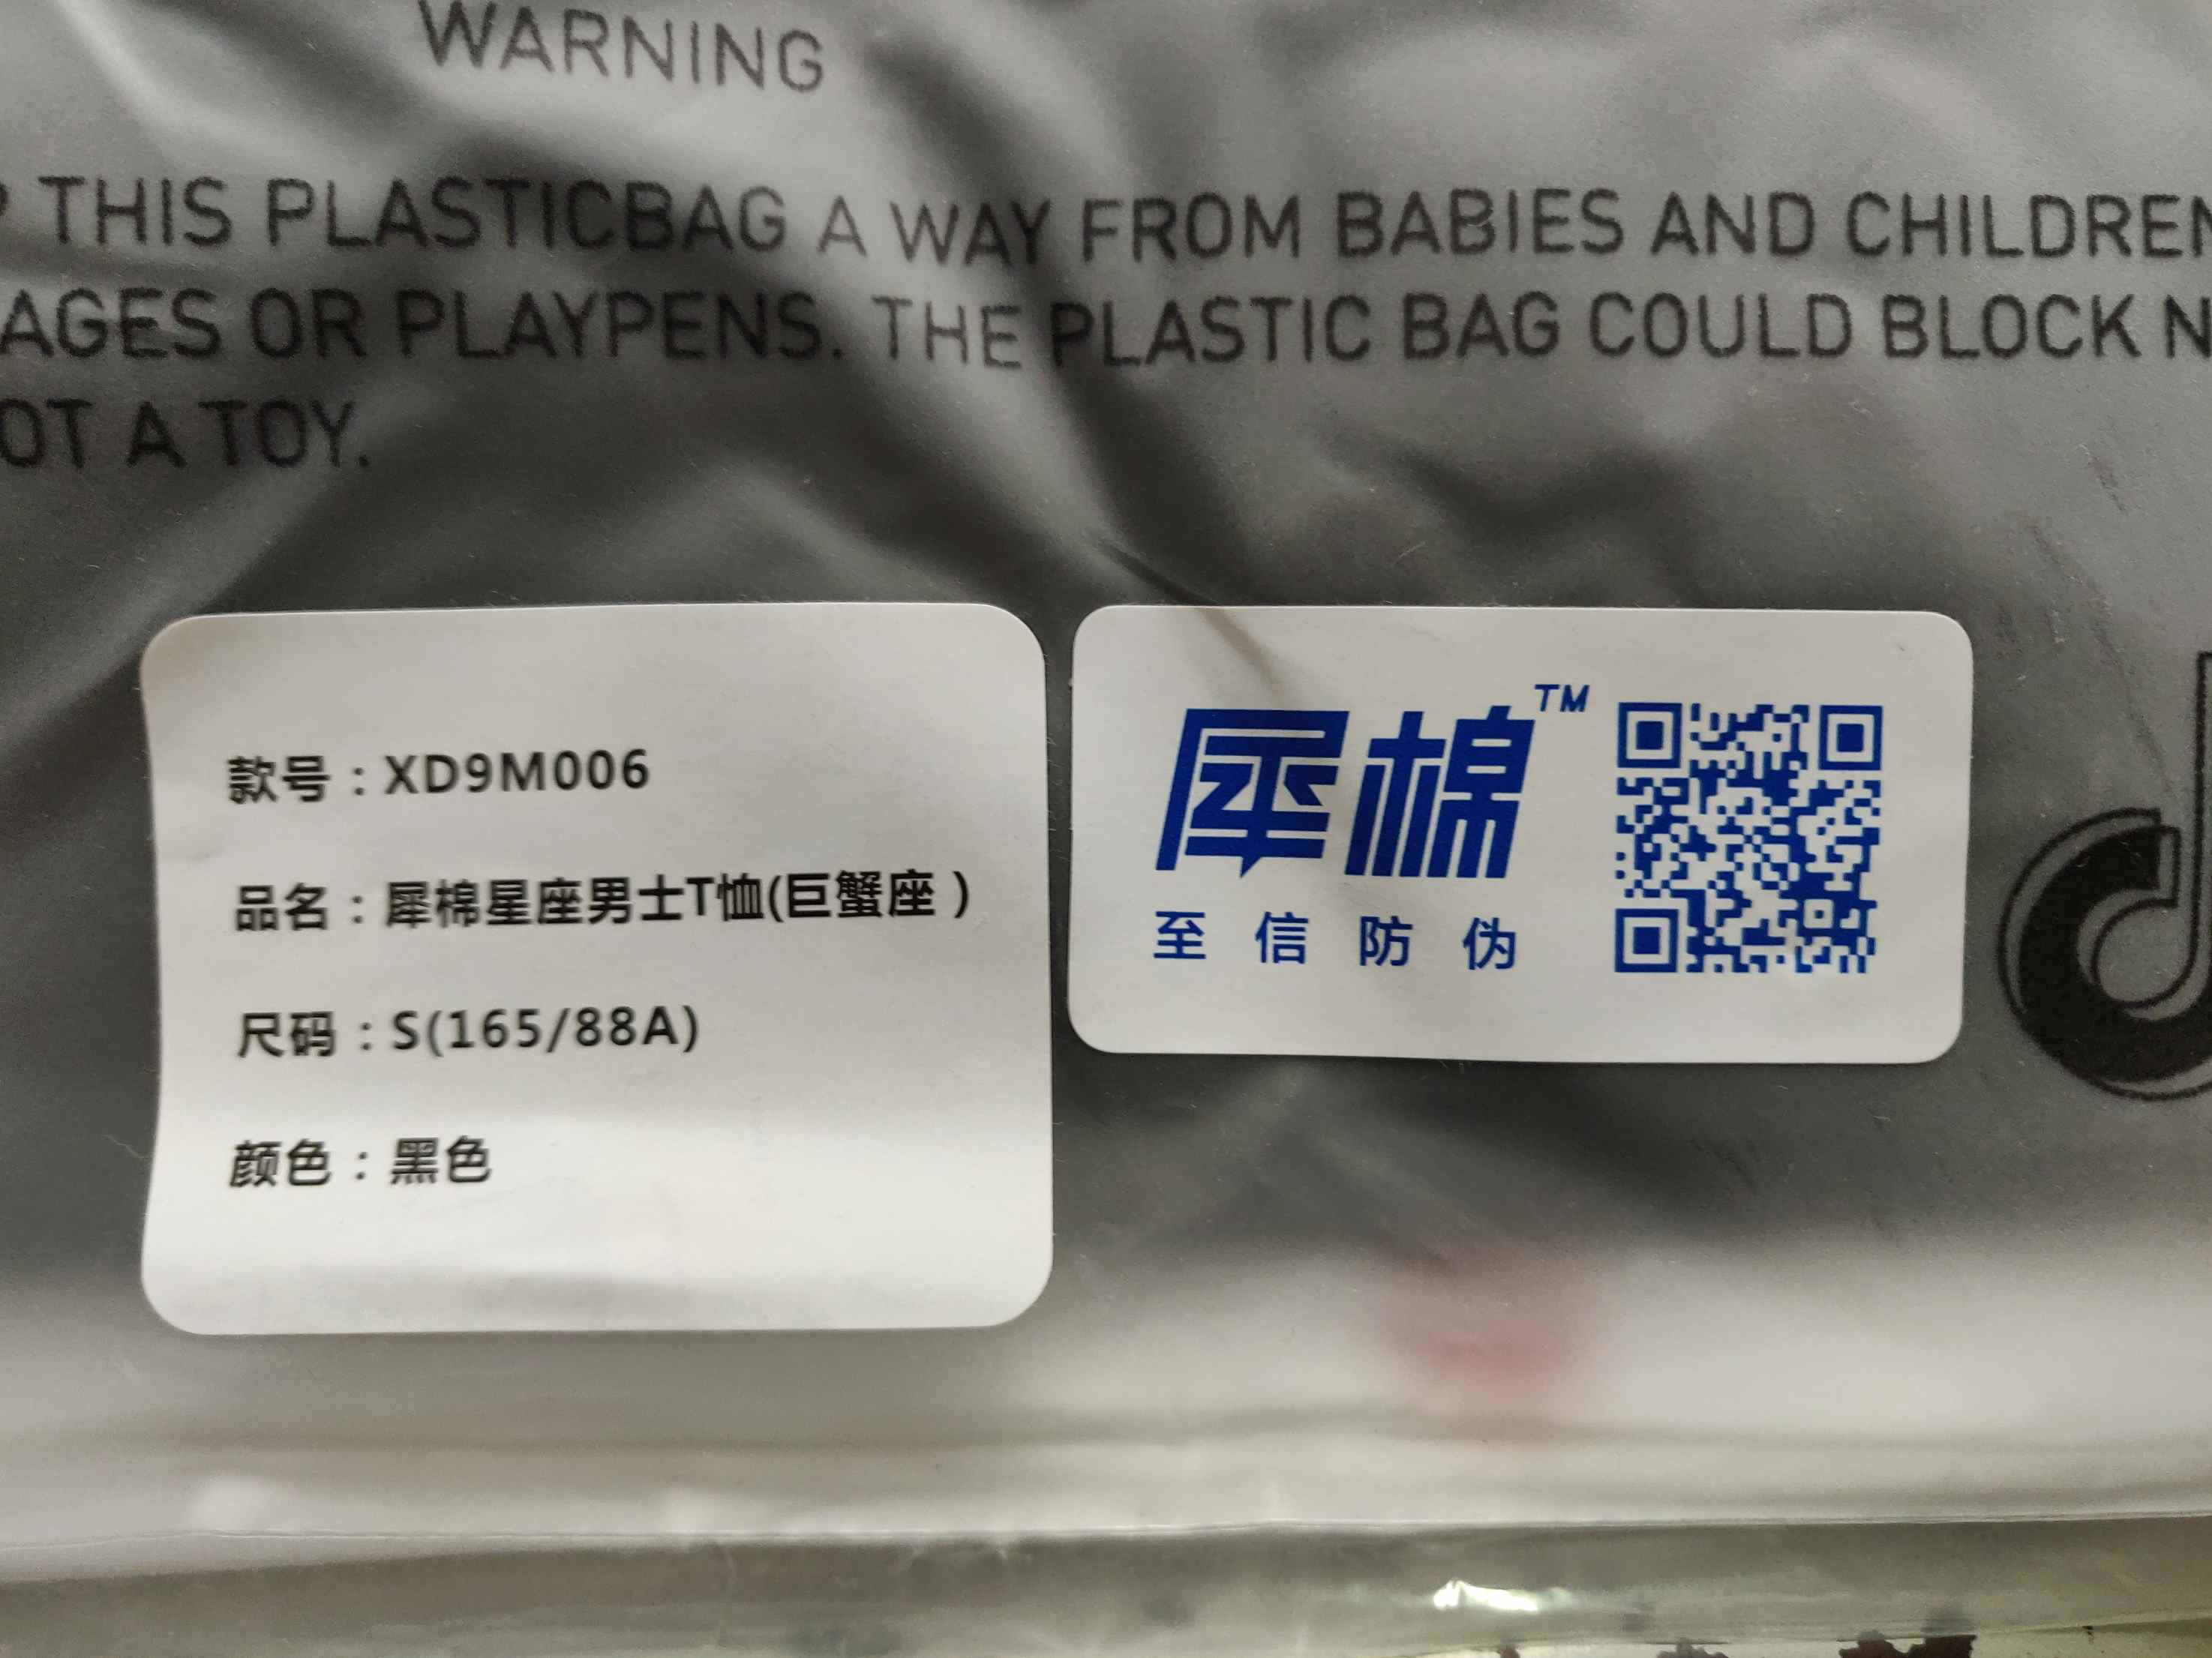 WARNING
THIS PLASTICBAG A WAY FROM BABIES AND CHILDREN
AGES OR PLAYPENS. THE PLASTIC BAG COULD BLOCK N
OT A TOY.
款号：XD9M006
品名：犀棉星座男士T恤(巨蟹座）
尺码：S(165/88A)
颜色：黑色
犀棉TM
至信防伪